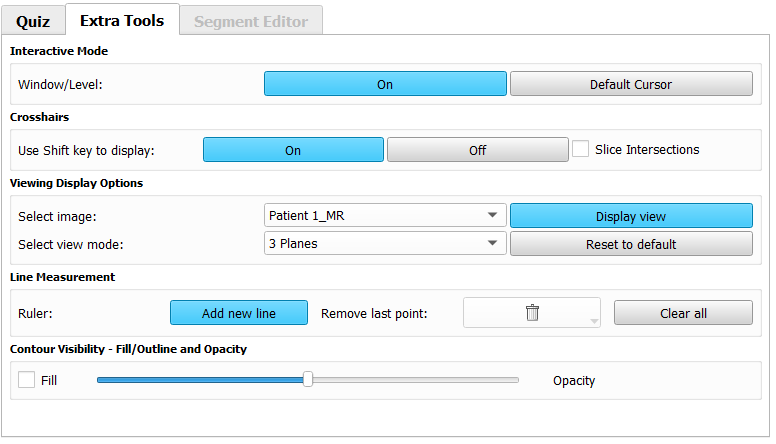 Quiz Extra Tools Segment Editor
Interactive Mode
Window/Level: On Default Cursor
Crosshairs
Use Shift key to display: On Off Slice Intersections
Viewing Display Options
Select image: Patient 1_MR Display view
Select view mode: 3 Planes Reset to default
Line Measurement
Ruler: Add new line Remove last point: Clear all
Contour Visibility - Fill/Outline and Opacity
Fill Opacity